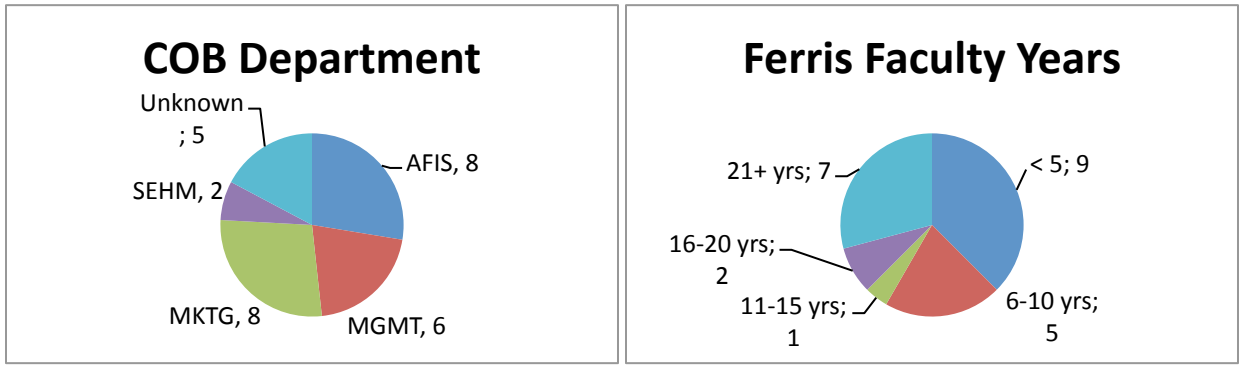 COB Department
Unknown
; 5
AFIS, 8
SEHM, 2
MKTG, 8
MGMT, 6
Ferris Faculty Years
21+ yrs; 7
< 5; 9
16-20 yrs;
2
11-15 yrs;
1
6-10 yrs;
5